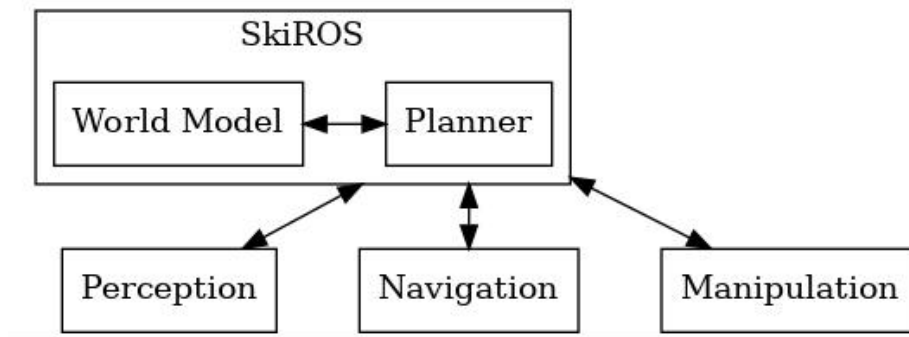 SkiROS
World Model
Planner
Perception
Navigation
Manipulation